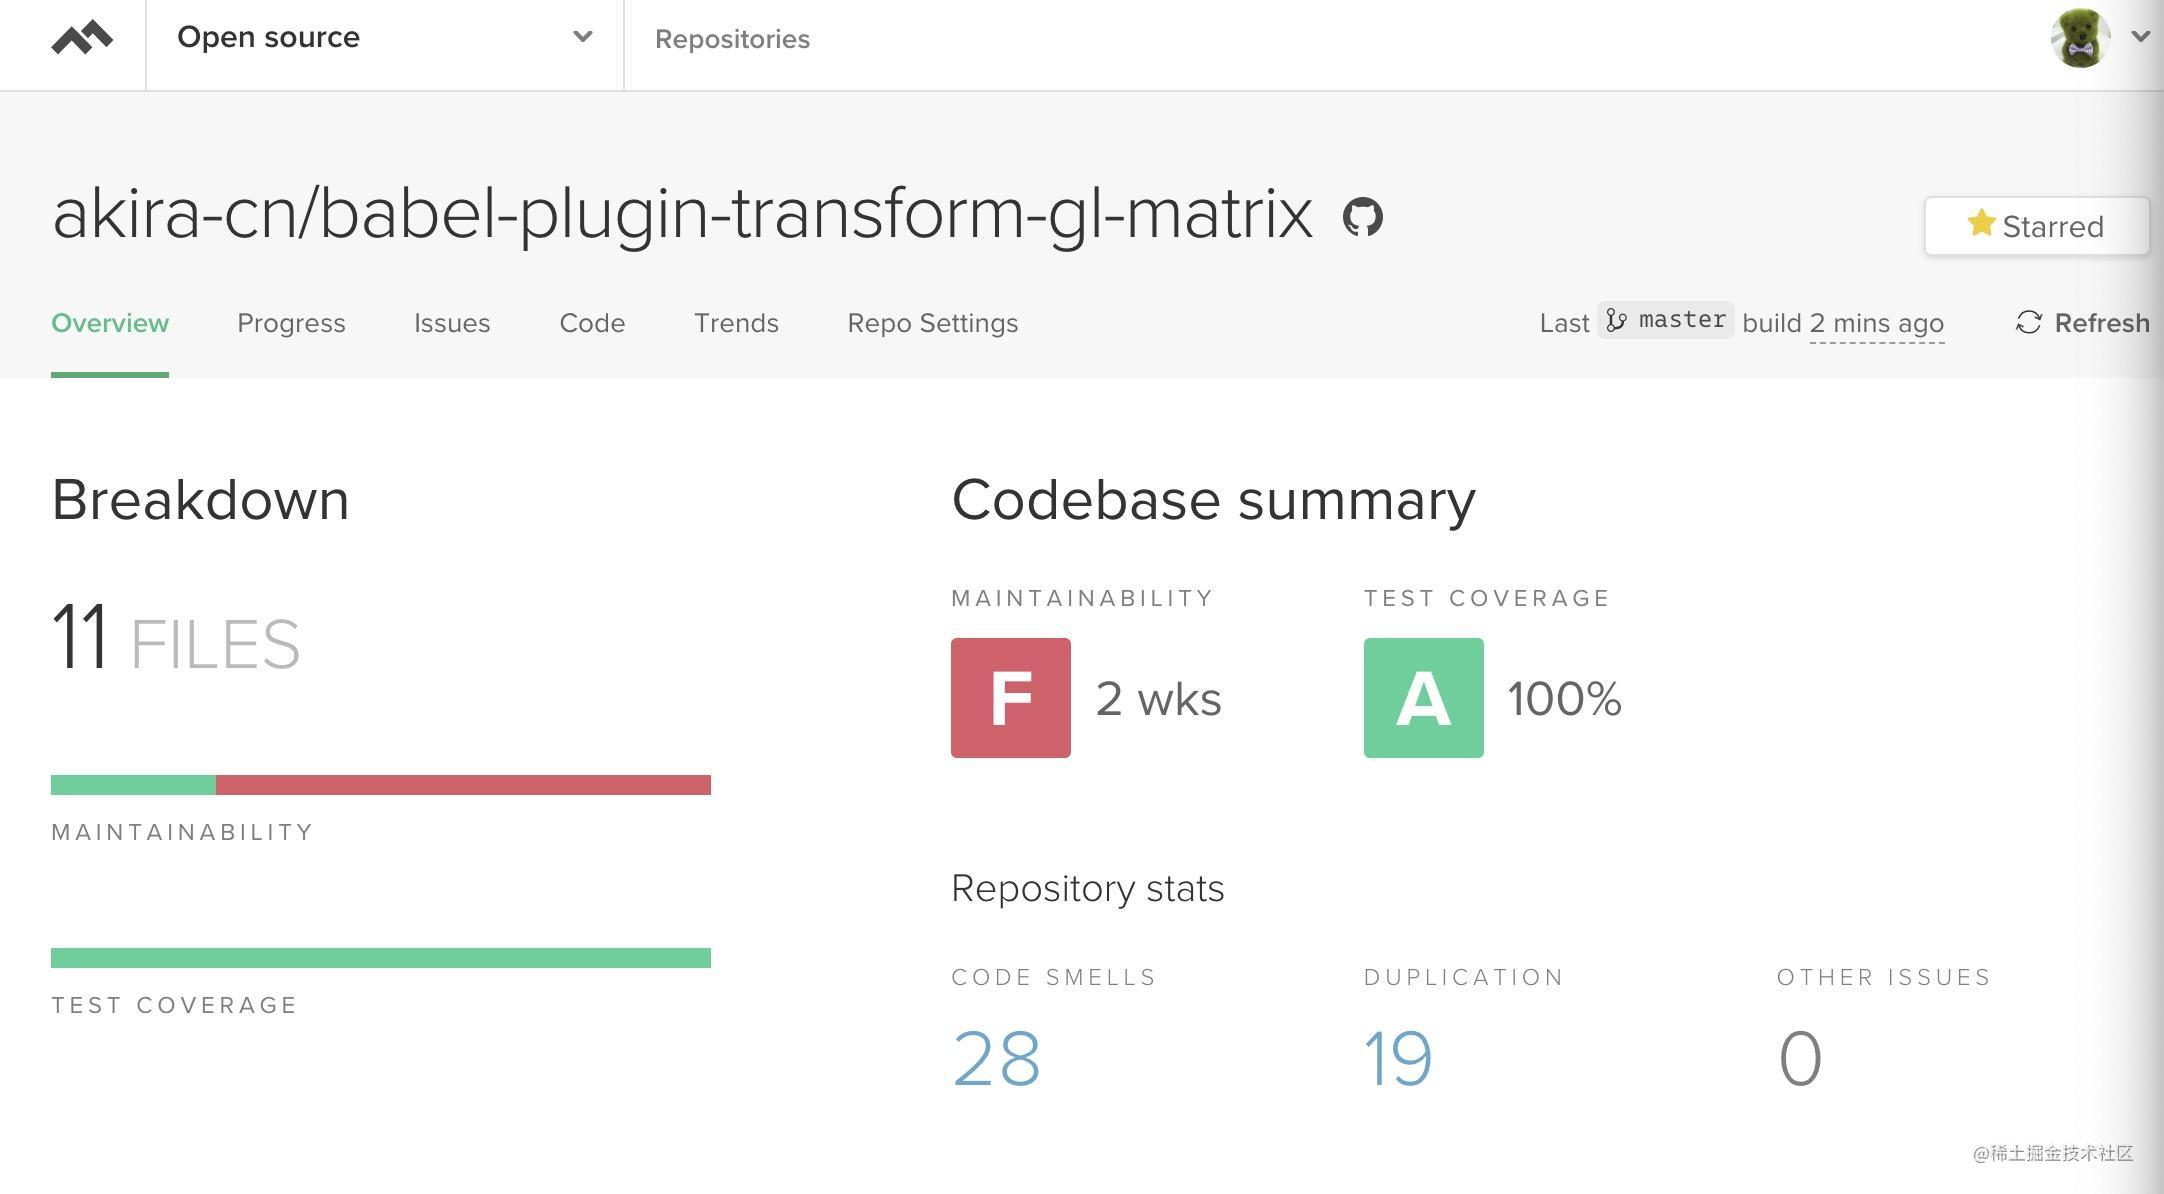 Open source
Repositories
akira-cn/babel-plugin-transform-gl-matrix
Starred
Overview
Progress
Issues
Code
Trends
Repo Settings
Last master build 2 mins ago
Refresh
Breakdown
11 FILES
MAINTAINABILITY
TEST COVERAGE
Codebase summary
MAINTAINABILITY
F 2 wks
TEST COVERAGE
A 100%
Repository stats
CODE SMELLS
28
DUPLICATION
19
OTHER ISSUES
0
@稀土掘金技术社区